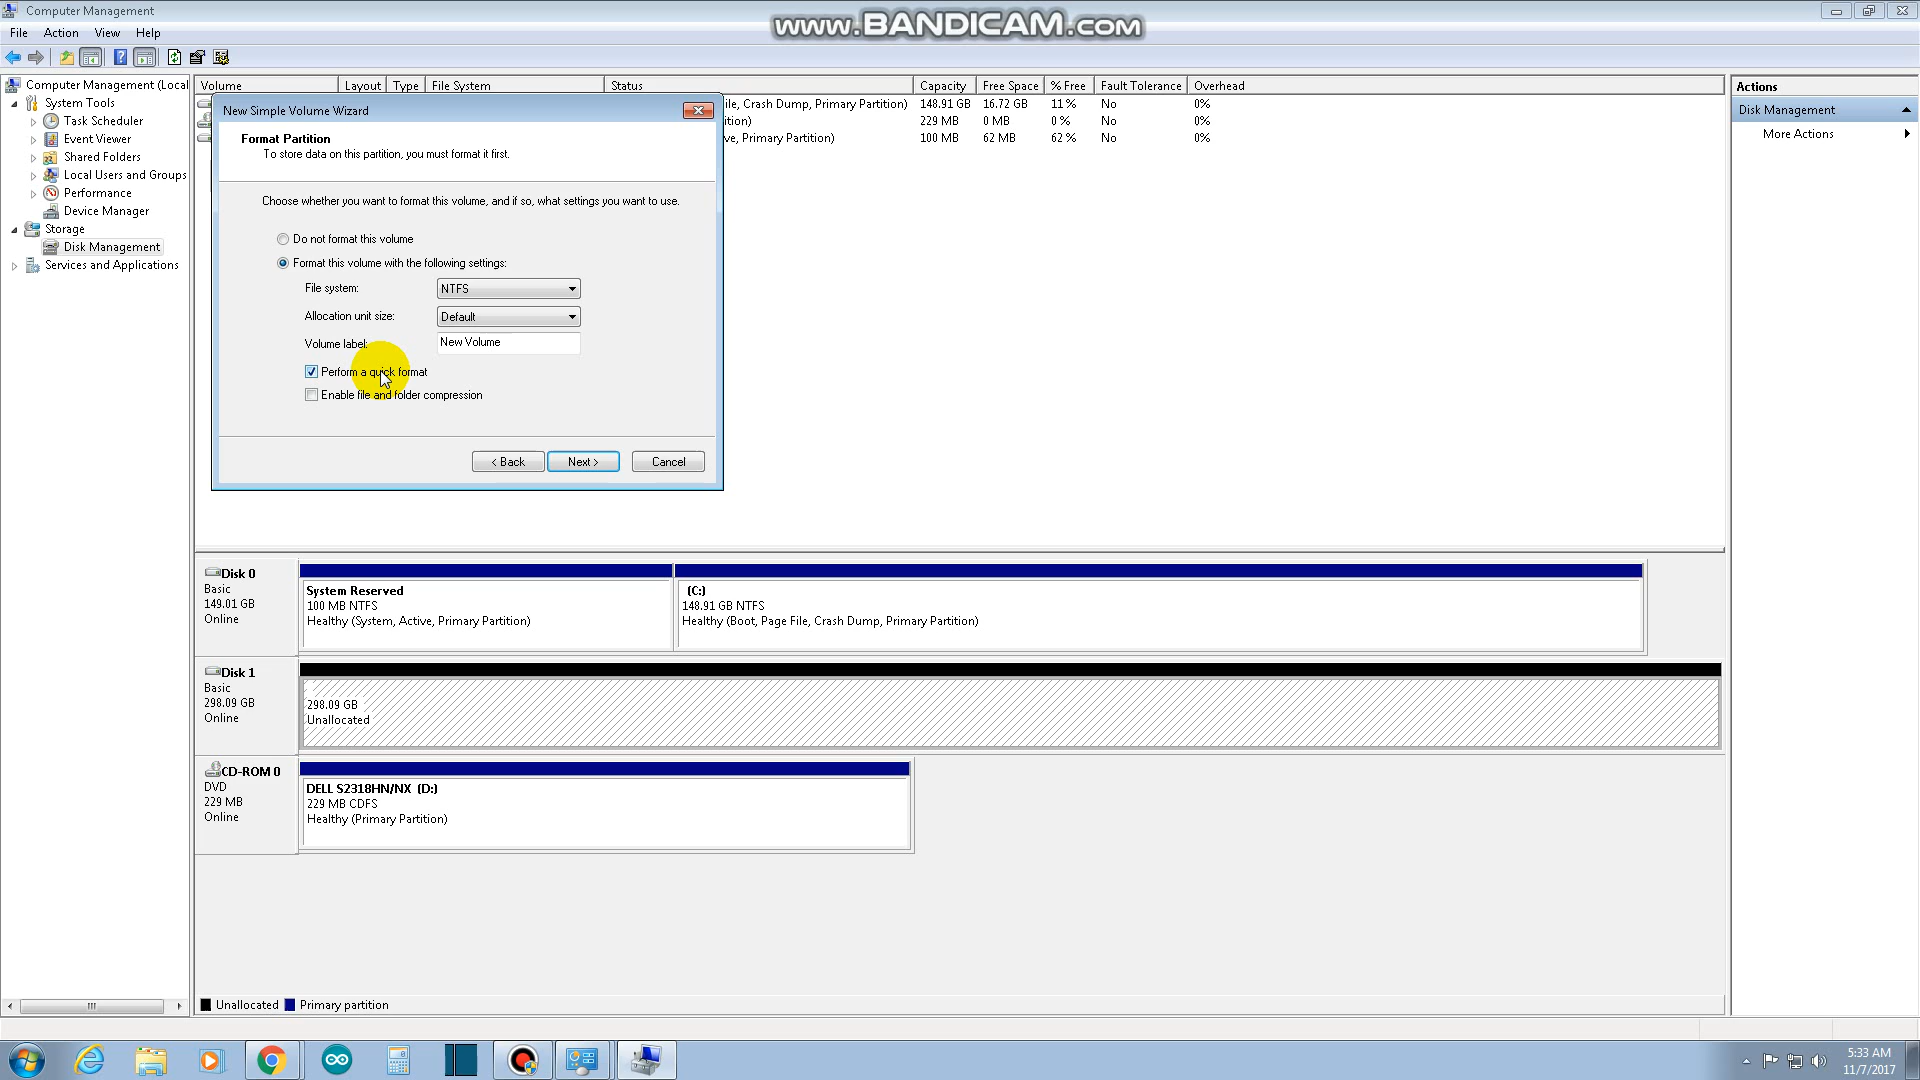 Computer Management
www.BANDICAM.com
File Action View Help
Computer Management (Local
System Tools
Task Scheduler
Event Viewer
Shared Folders
Local Users and Groups
Performance
Device Manager
Storage
Disk Management
Services and Applications
Volume Layout Type File System Status Capacity Free Space % Free Fault Tolerance Overhead
ile, Crash Dump, Primary Partition) 148.91 GB 16.72 GB 11 % No 0%
ition) 229 MB 0 MB 0 % No 0%
ve, Primary Partition) 100 MB 62 MB 62 % No 0%
Actions
Disk Management
More Actions
New Simple Volume Wizard
Format Partition
To store data on this partition, you must format it first.
Choose whether you want to format this volume, and if so, what settings you want to use.
Do not format this volume
Format this volume with the following settings:
File system: NTFS
Allocation unit size: Default
Volume label: New Volume
Perform a quick format
Enable file and folder compression
< Back Next > Cancel
Disk 0
Basic
149.01 GB
Online
System Reserved
100 MB NTFS
Healthy (System, Active, Primary Partition)
(C:)
148.91 GB NTFS
Healthy (Boot, Page File, Crash Dump, Primary Partition)
Disk 1
Basic
298.09 GB
Online
298.09 GB
Unallocated
CD-ROM 0
DVD
229 MB
Online
DELL S2318HN/NX (D:)
229 MB CDFS
Healthy (Primary Partition)
Unallocated Primary partition
5:33 AM
11/7/2017